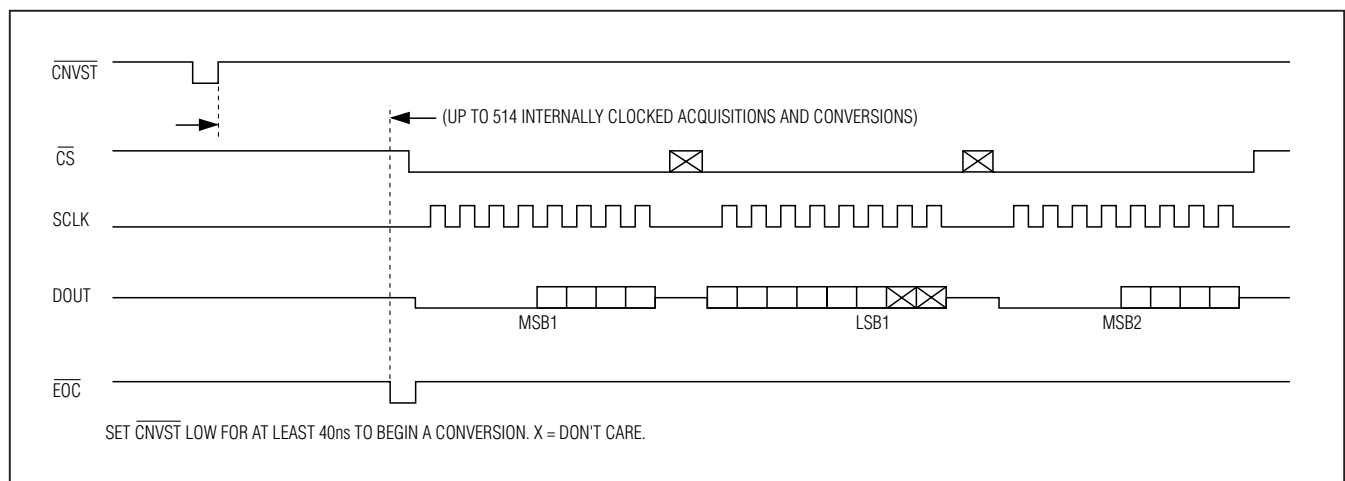 CNVST
(UP TO 514 INTERNALLY CLOCKED ACQUISITIONS AND CONVERSIONS)
CS
SCLK
DOUT
MSB1
LSB1
MSB2
EOC
SET CNVST LOW FOR AT LEAST 40ns TO BEGIN A CONVERSION. X = DON'T CARE.